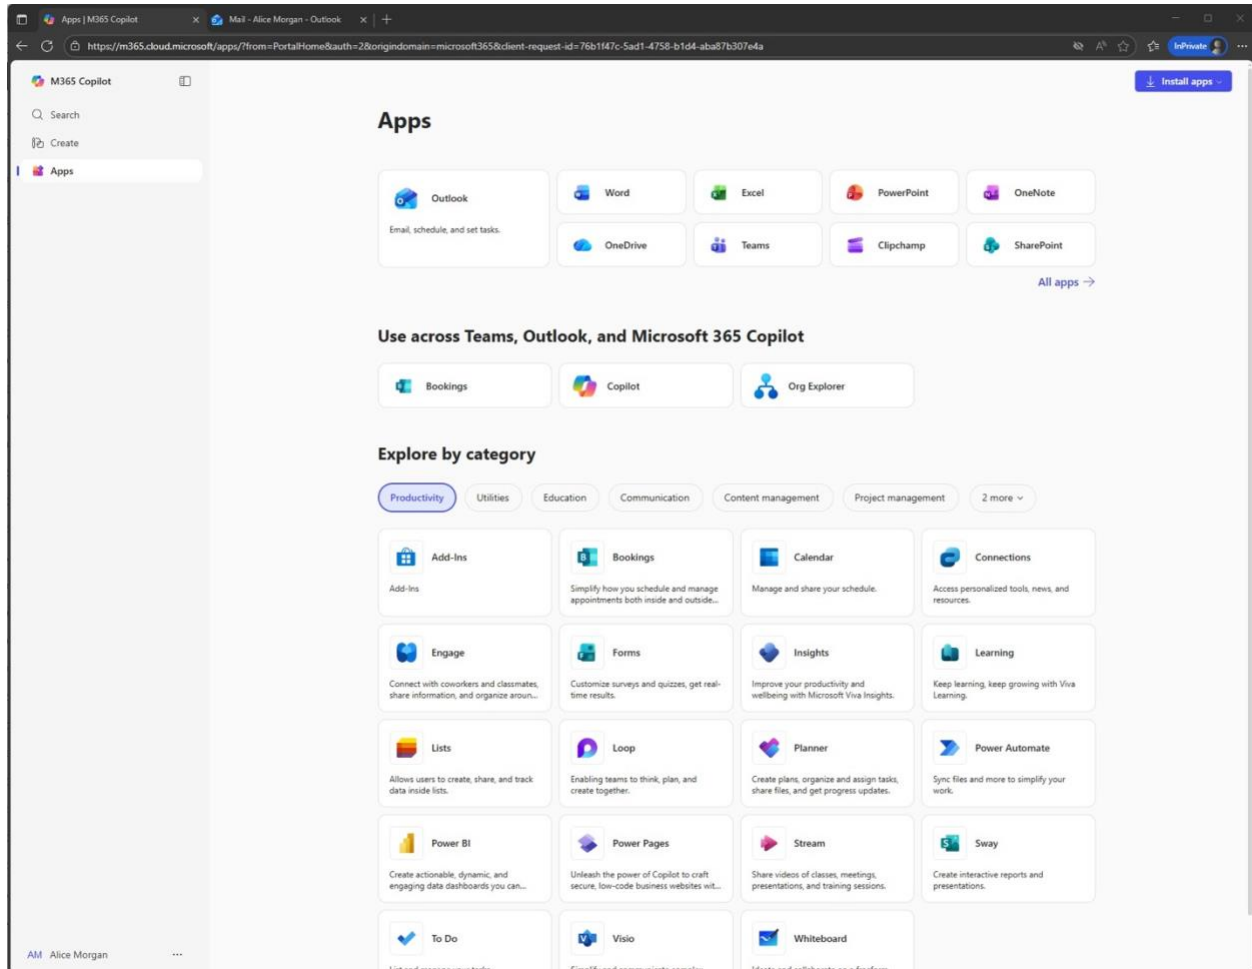 Apps | M365 Copilot
Mail - Alice Morgan - Outlook
https://m365.cloud.microsoft/apps/?from=PortalHome&auth=2&origindomain=microsoft365&client-request-id=76b1f47c-5ad1-4758-b1d4-aba87b307e4a
InPrivate
M365 Copilot
Install apps
Search
Create
Apps
Apps
Outlook
Email, schedule, and set tasks.
Word
Excel
PowerPoint
OneNote
OneDrive
Teams
Clipchamp
SharePoint
All apps →
Use across Teams, Outlook, and Microsoft 365 Copilot
Bookings
Copilot
Org Explorer
Explore by category
Productivity
Utilities
Education
Communication
Content management
Project management
2 more
Add-Ins
Add-Ins
Bookings
Simplify how you schedule and manage
appointments both inside and outside...
Calendar
Manage and share your schedule.
Connections
Access personalized tools, news, and
resources.
Engage
Connect with coworkers and classmates,
share information, and organize aroun...
Forms
Customize surveys and quizzes, get real-
time results.
Insights
Improve your productivity and
wellbeing with Microsoft Viva Insights.
Learning
Keep learning, keep growing with Viva
Learning.
Lists
Allows users to create, share, and track
data inside lists.
Loop
Enabling teams to think, plan, and
create together.
Planner
Create plans, organize and assign tasks,
share files, and get progress updates.
Power Automate
Sync files and more to simplify your
work.
Power BI
Create actionable, dynamic, and
engaging data dashboards you can...
Power Pages
Unleash the power of Copilot to craft
secure, low-code business websites wit...
Stream
Share videos of classes, meetings,
presentations, and training sessions.
Sway
Create interactive reports and
presentations.
To Do
Visio
Whiteboard
AM Alice Morgan